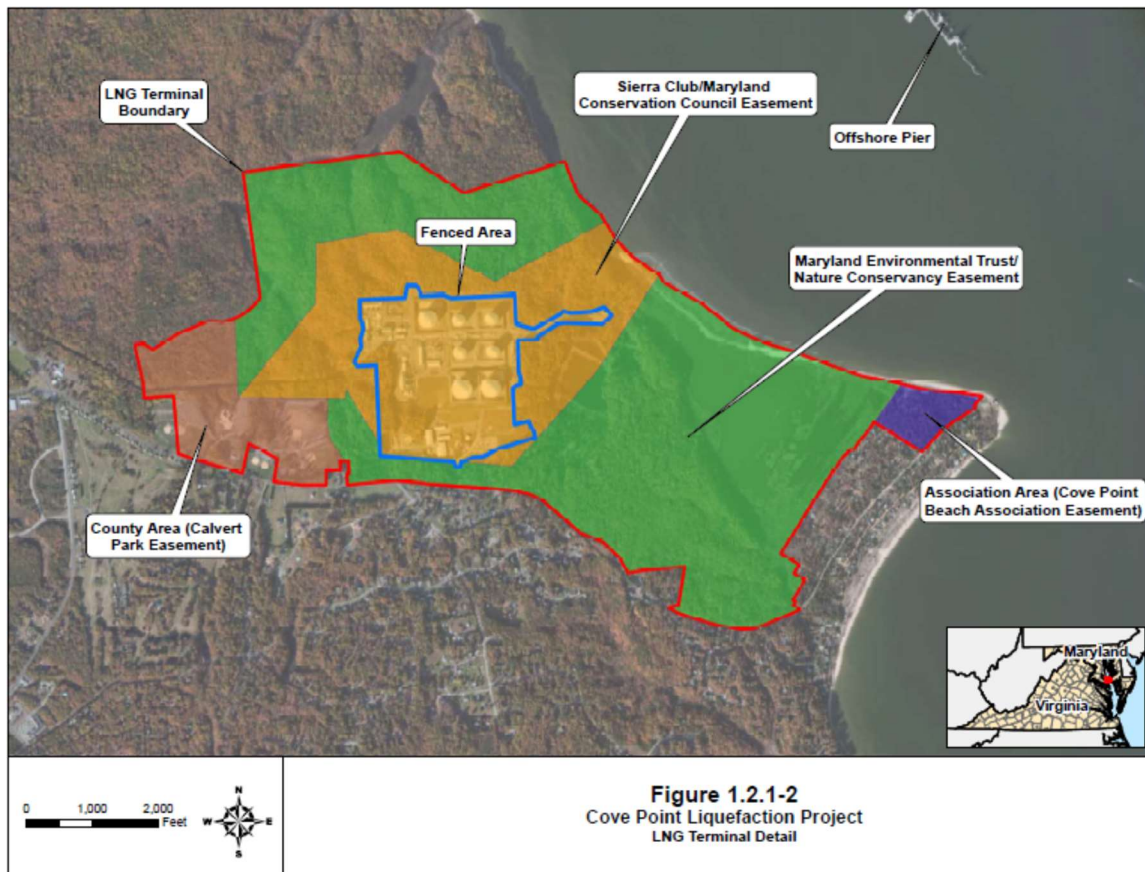 LNG Terminal
Boundary
Sierra Club/Maryland
Conservation Council Easement
Offshore Pier
Fenced Area
Maryland Environmental Trust/
Nature Conservancy Easement
County Area (Calvert
Park Easement)
Association Area (Cove Point
Beach Association Easement)
Maryland
Virginia
0 1,000 2,000
Feet
N
W E
S
Figure 1.2.1-2
Cove Point Liquefaction Project
LNG Terminal Detail